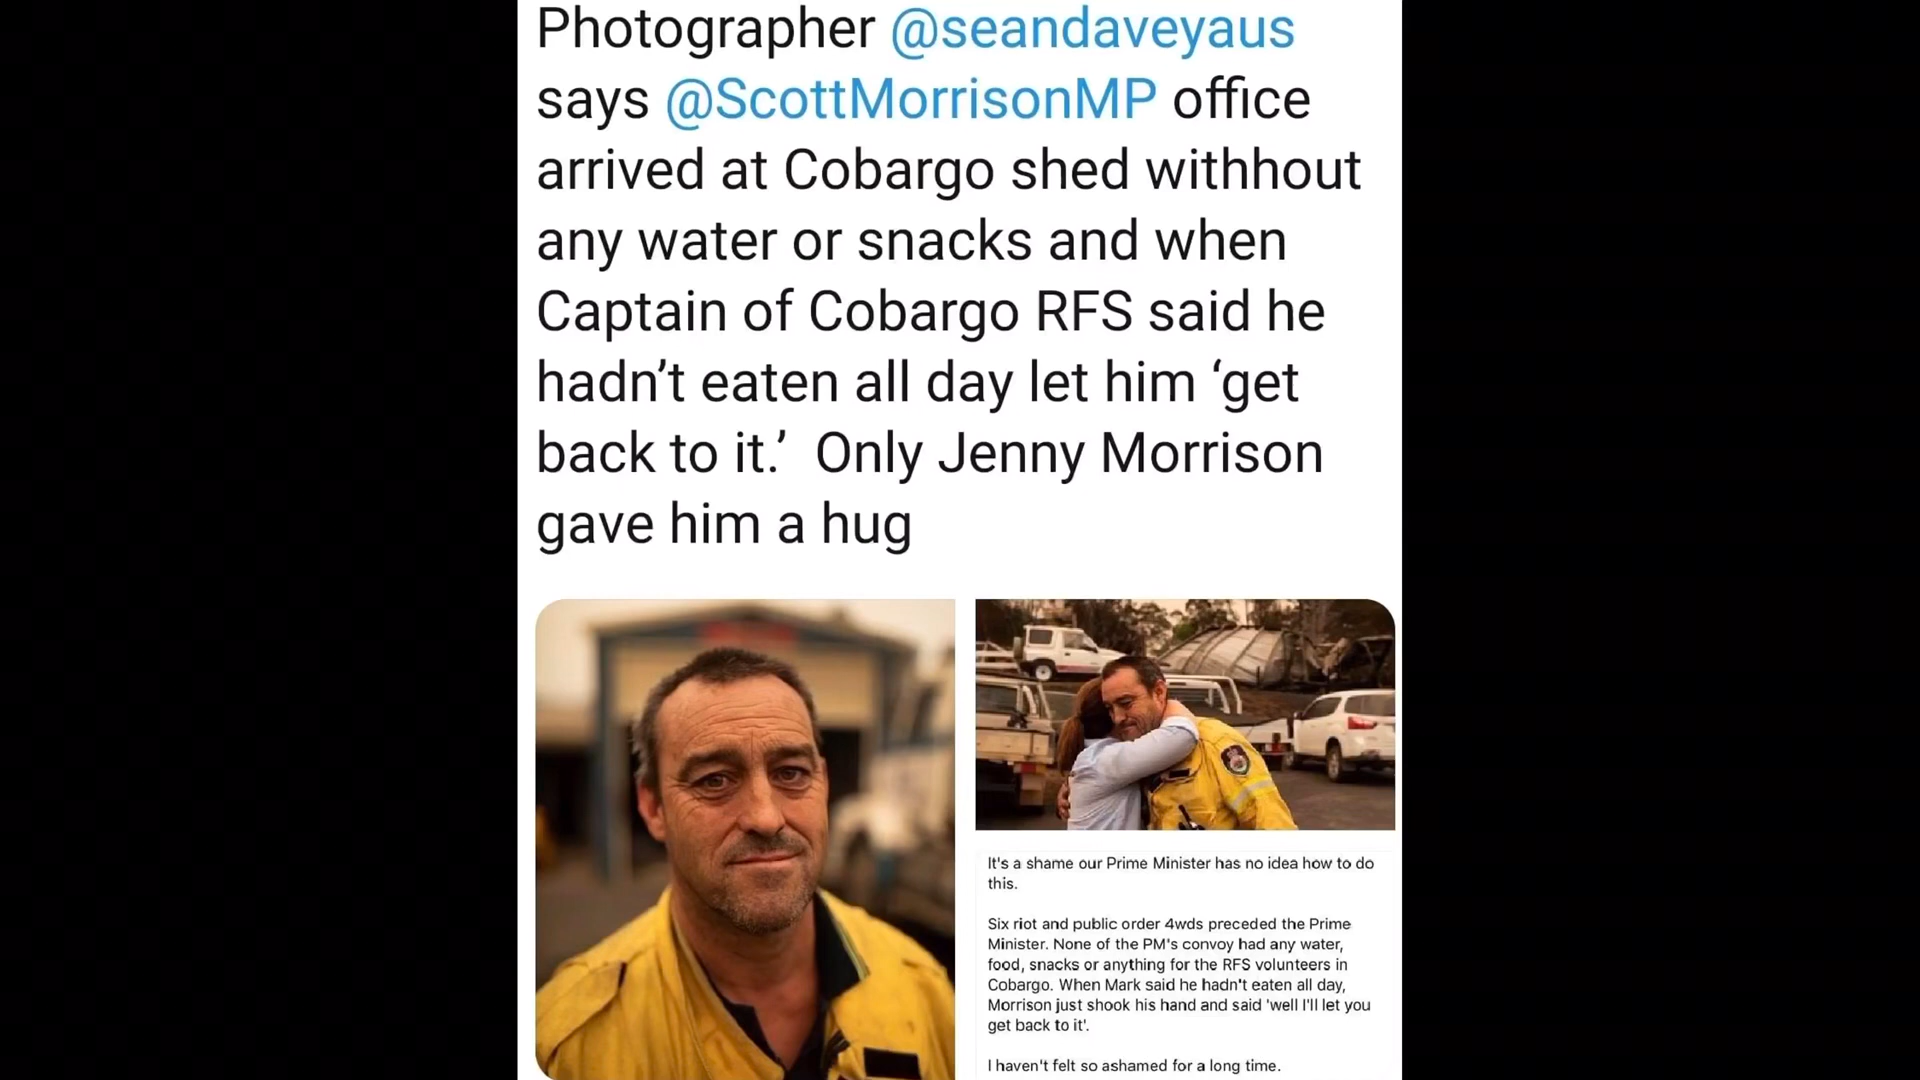 Photographer @seandaveyaus
says @ScottMorrisonMP office
arrived at Cobargo shed withhout
any water or snacks and when
Captain of Cobargo RFS said he
hadn’t eaten all day let him ‘get
back to it.’  Only Jenny Morrison
gave him a hug
It's a shame our Prime Minister has no idea how to do
this.
Six riot and public order 4wds preceded the Prime
Minister. None of the PM's convoy had any water,
food, snacks or anything for the RFS volunteers in
Cobargo. When Mark said he hadn't eaten all day,
Morrison just shook his hand and said 'well I'll let you
get back to it'.
I haven't felt so ashamed for a long time.